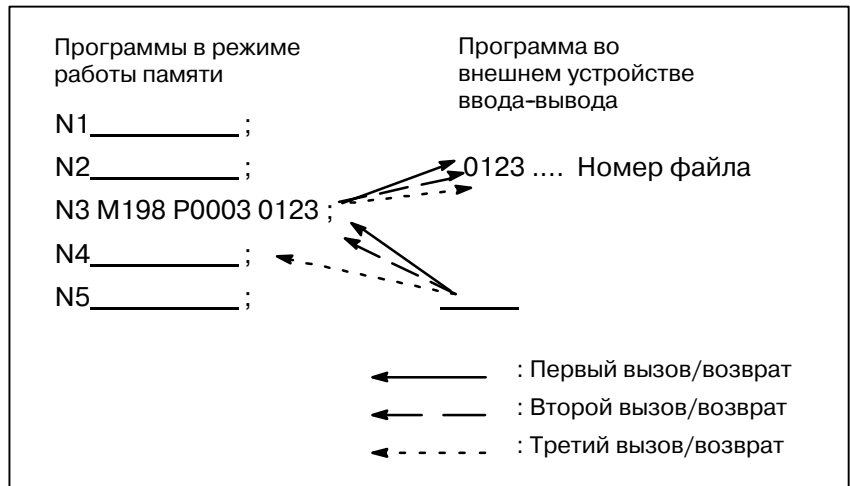 Программы в режиме
работы памяти
Программа во
внешнем устройстве
ввода-вывода
N1 ;
N2 ;
0123 .... Номер файла
N3 M198 P0003 0123 ;
N4 ;
N5 ;
: Первый вызов/возврат
: Второй вызов/возврат
: Третий вызов/возврат